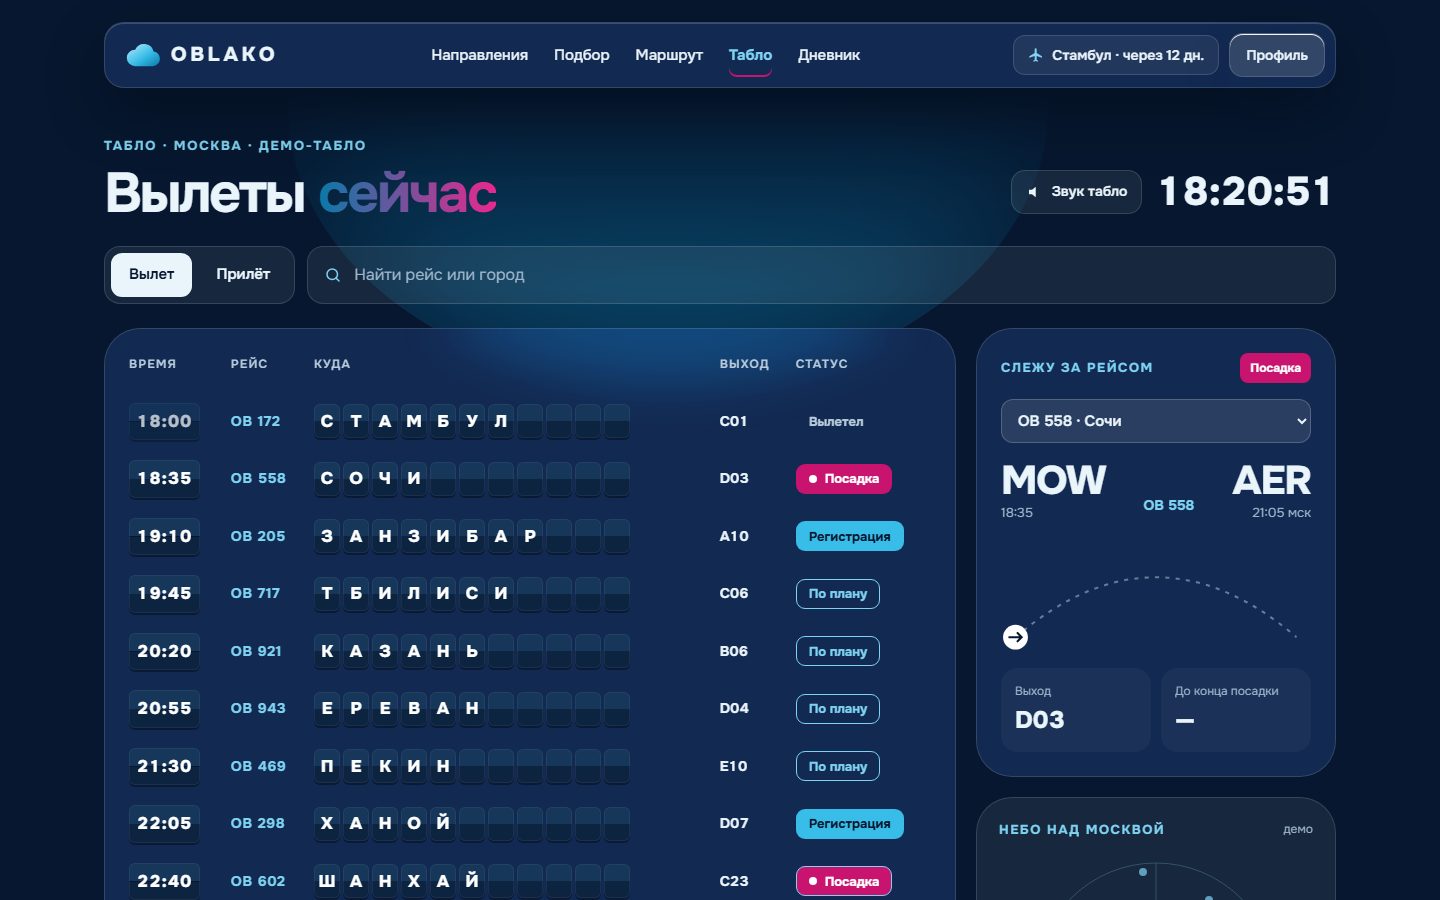 OBLAKO
Направления Подбор Маршрут Табло Дневник
Стамбул · через 12 дн.
Профиль
ТАБЛО · МОСКВА · ДЕМО-ТАБЛО
Вылеты сейчас
Звук табло
18:20:51
Вылет Прилёт
Найти рейс или город
ВРЕМЯ РЕЙС КУДА ВЫХОД СТАТУС
18:00 OB 172 СТАМБУЛ C01 Вылетел
18:35 OB 558 СОЧИ D03 Посадка
19:10 OB 205 ЗАНЗИБАР A10 Регистрация
19:45 OB 717 ТБИЛИСИ C06 По плану
20:20 OB 921 КАЗАНЬ B06 По плану
20:55 OB 943 ЕРЕВАН D04 По плану
21:30 OB 469 ПЕКИН E10 По плану
22:05 OB 298 ХАНОЙ D07 Регистрация
22:40 OB 602 ШАНХАЙ C23 Посадка
СЛЕЖУ ЗА РЕЙСОМ Посадка
OB 558 · Сочи
MOW OB 558 AER
18:35 21:05 мск
Выход До конца посадки
D03 —
НЕБО НАД МОСКВОЙ демо